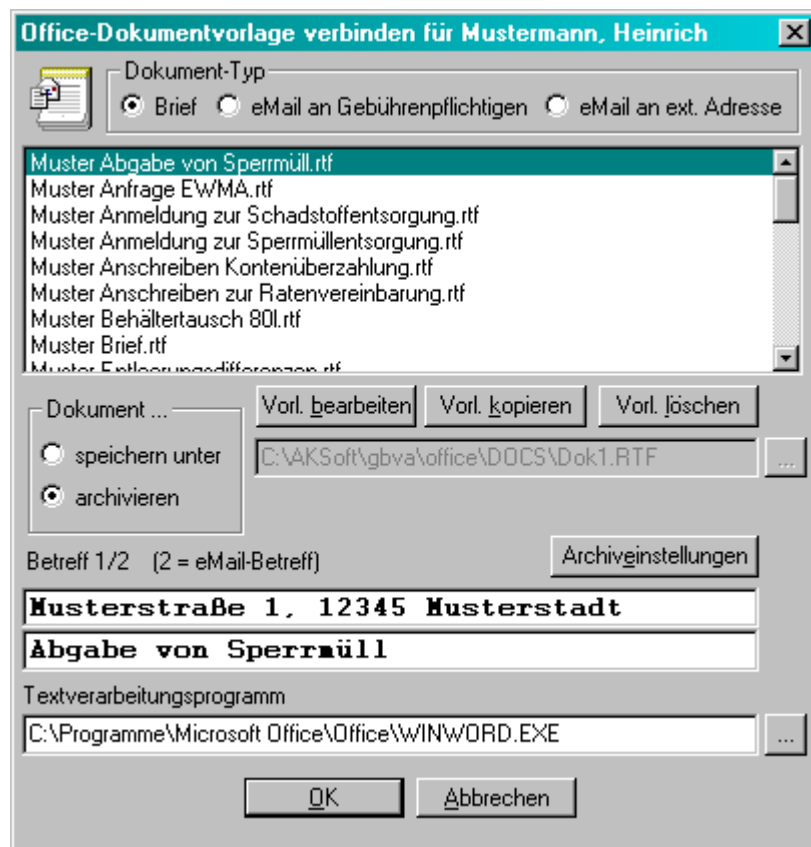 Office-Dokumentvorlage verbinden für Mustermann, Heinrich
Dokument-Typ
Brief eMail an Gebührenpflichtigen eMail an ext. Adresse
Muster Abgabe von Sperrmüll.rtf
Muster Anfrage EWMA.rtf
Muster Anmeldung zur Schadstoffentsorgung.rtf
Muster Anmeldung zur Sperrmüllentsorgung.rtf
Muster Anschreiben Kontenüberzahlung.rtf
Muster Anschreiben zur Ratenvereinbarung.rtf
Muster Behältertausch 80l.rtf
Muster Brief.rtf
Muster Entleerungsdifferenzen.rtf
Dokument ...
Vorl. bearbeiten Vorl. kopieren Vorl. löschen
speichern unter
C:\AKSoft\gbva\office\DOCS\Dok1.RTF ...
archivieren
Betreff 1/2 (2 = eMail-Betreff) Archiveinstellungen
Musterstraße 1, 12345 Musterstadt
Abgabe von Sperrmüll
Textverarbeitungsprogramm
C:\Programme\Microsoft Office\Office\WINWORD.EXE ...
OK Abbrechen